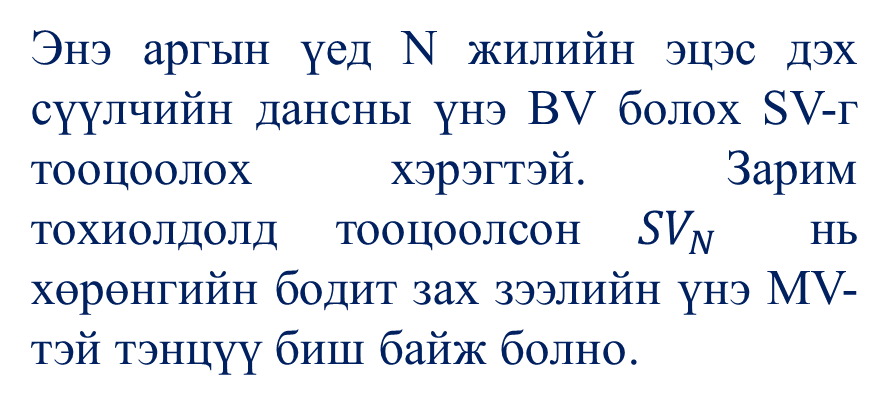 Энэ аргын үед N жилийн эцэс дэх
сүүлчийн дансны үнэ BV болох SV-г
тооцоолох хэрэгтэй. Зарим
тохиолдолд тооцоолсон SV_N нь
хөрөнгийн бодит зах зээлийн үнэ MV-
тэй тэнцүү биш байж болно.